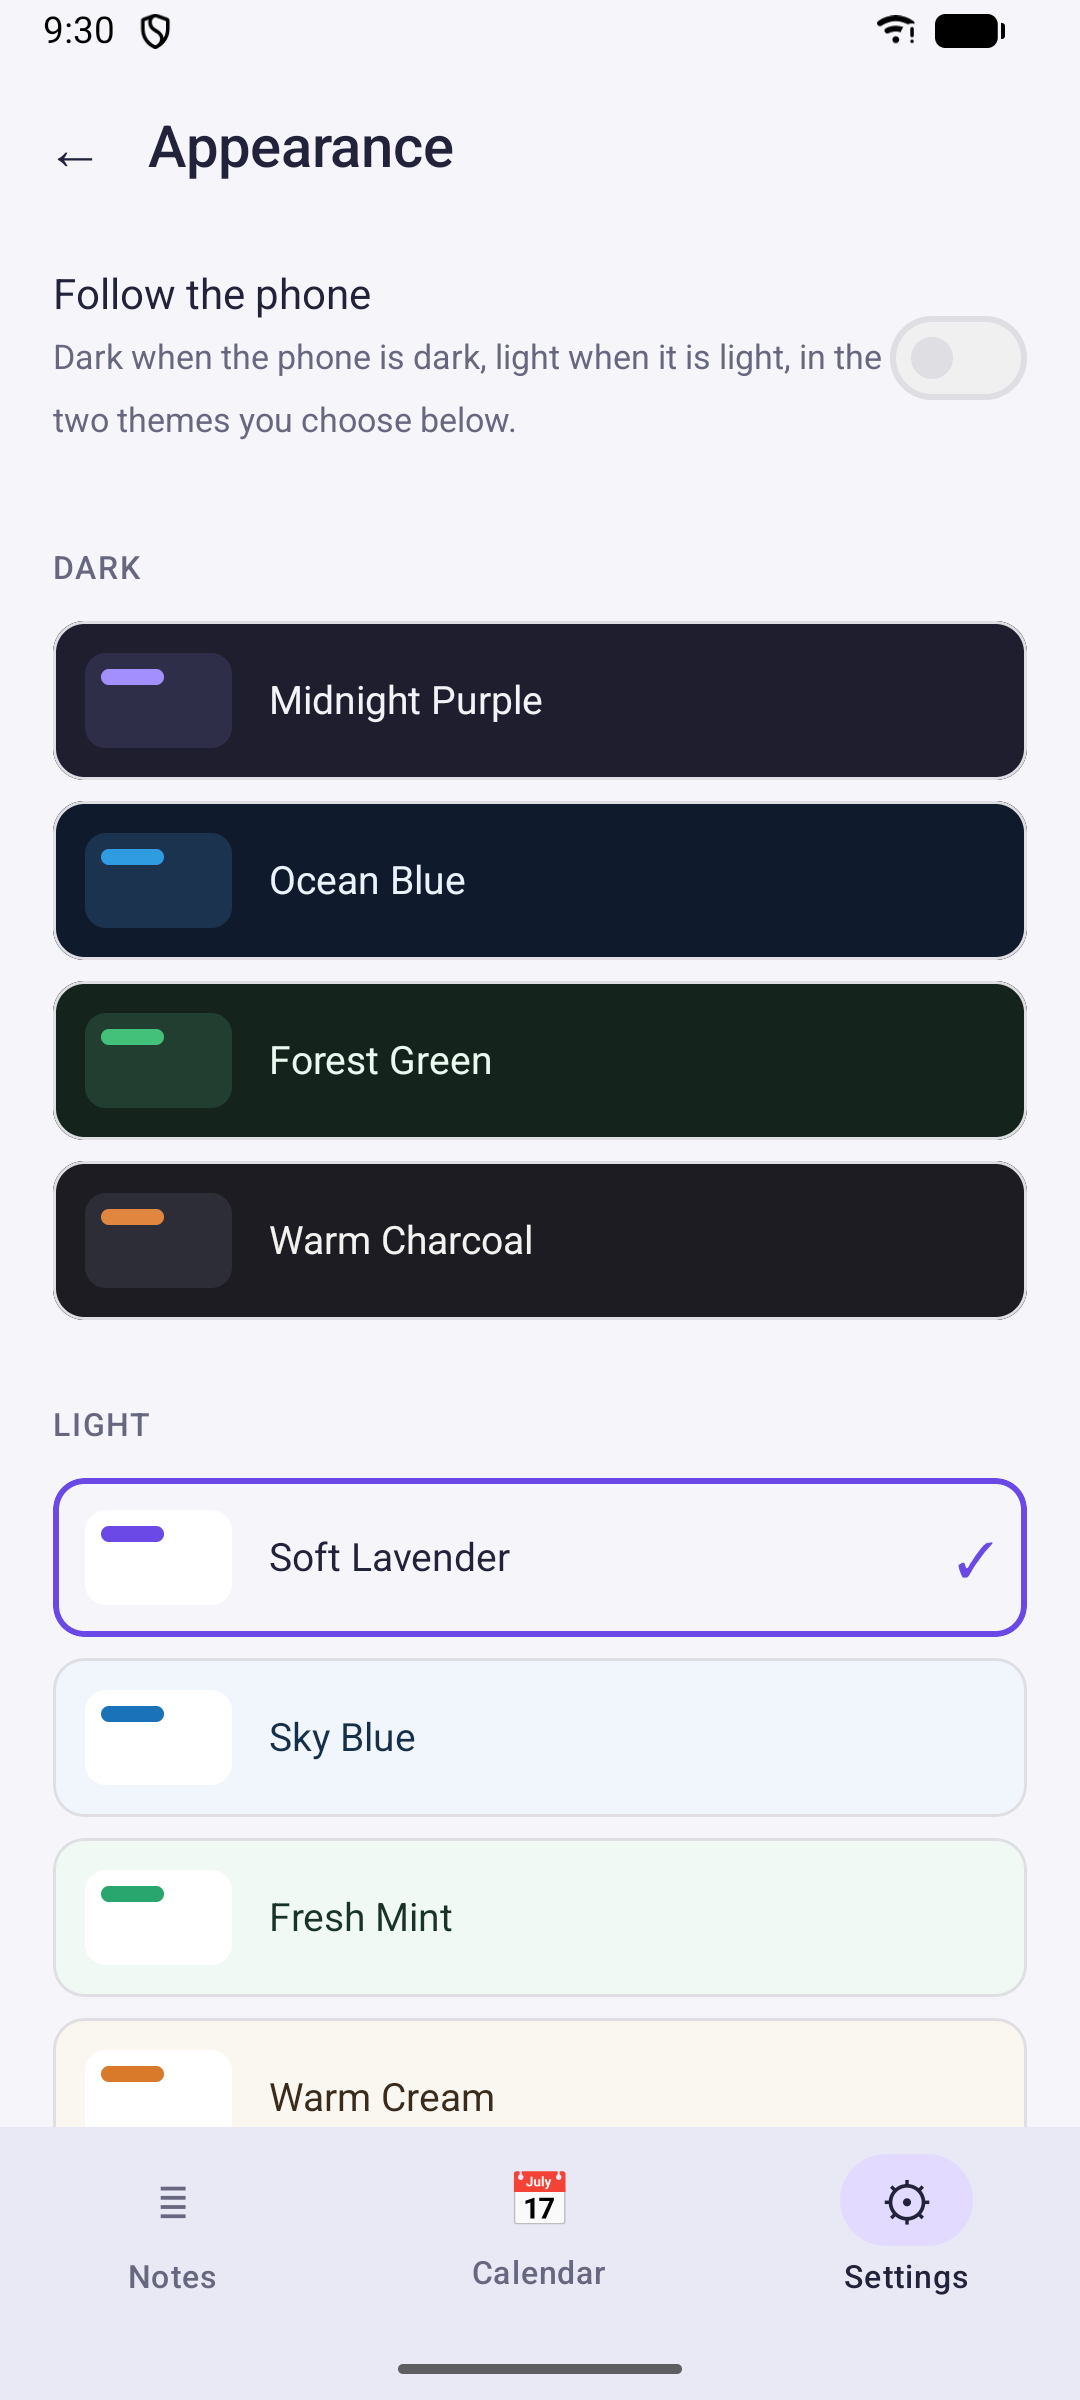 9:30
← Appearance
Follow the phone
Dark when the phone is dark, light when it is light, in the
two themes you choose below.
DARK
Midnight Purple
Ocean Blue
Forest Green
Warm Charcoal
LIGHT
Soft Lavender ✓
Sky Blue
Fresh Mint
Warm Cream
July
17
Notes
Calendar
Settings